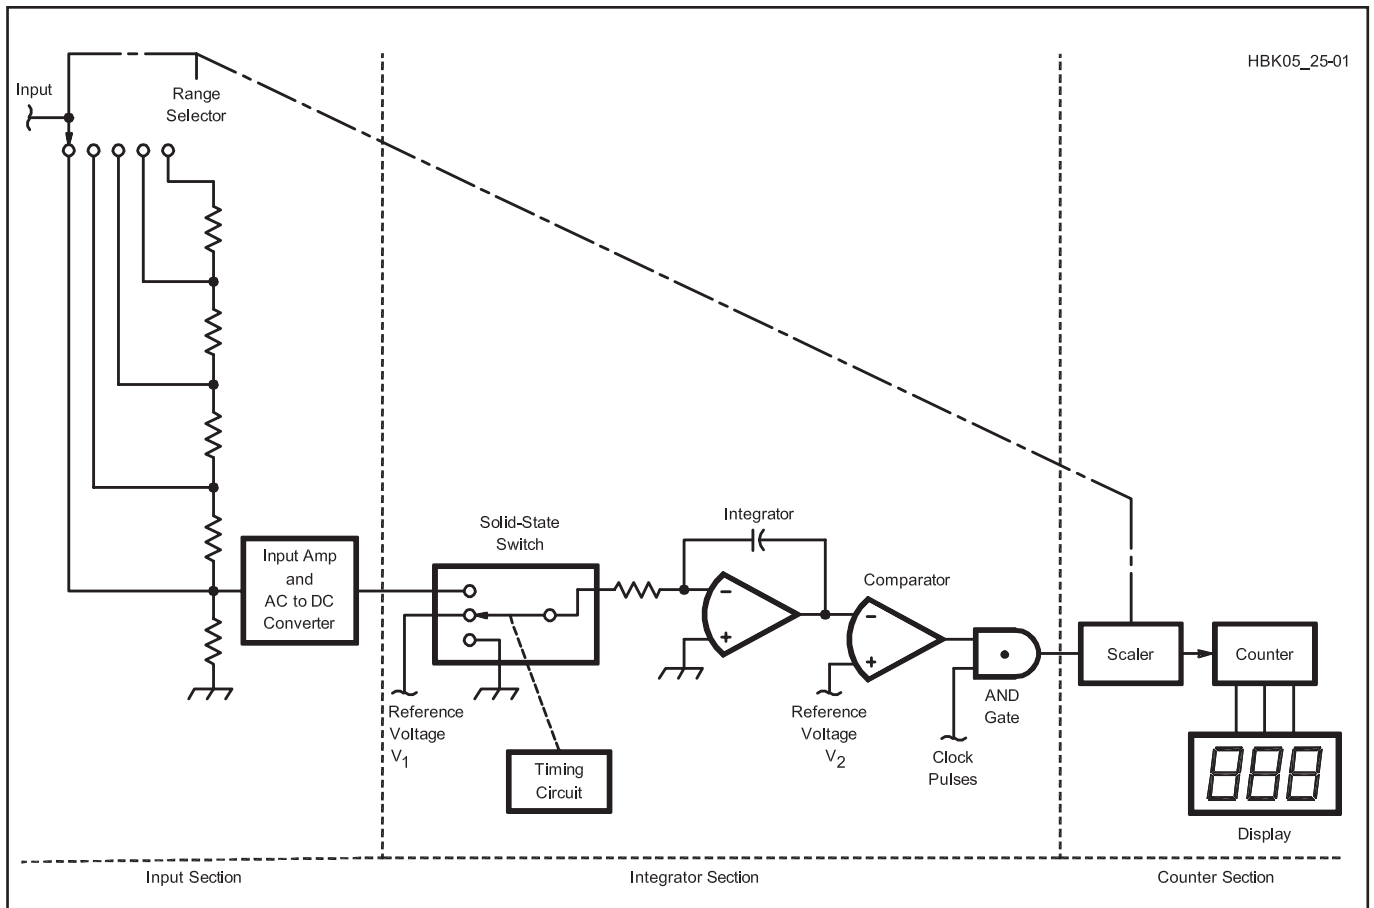 HBK05_25-01
Input
Range
Selector
Solid-State
Switch
Integrator
Input Amp
and
AC to DC
Converter
Comparator
Scaler
Counter
Reference
Voltage
V1
Reference
Voltage
V2
AND
Gate
Timing
Circuit
Clock
Pulses
888
Display
Input Section
Integrator Section
Counter Section